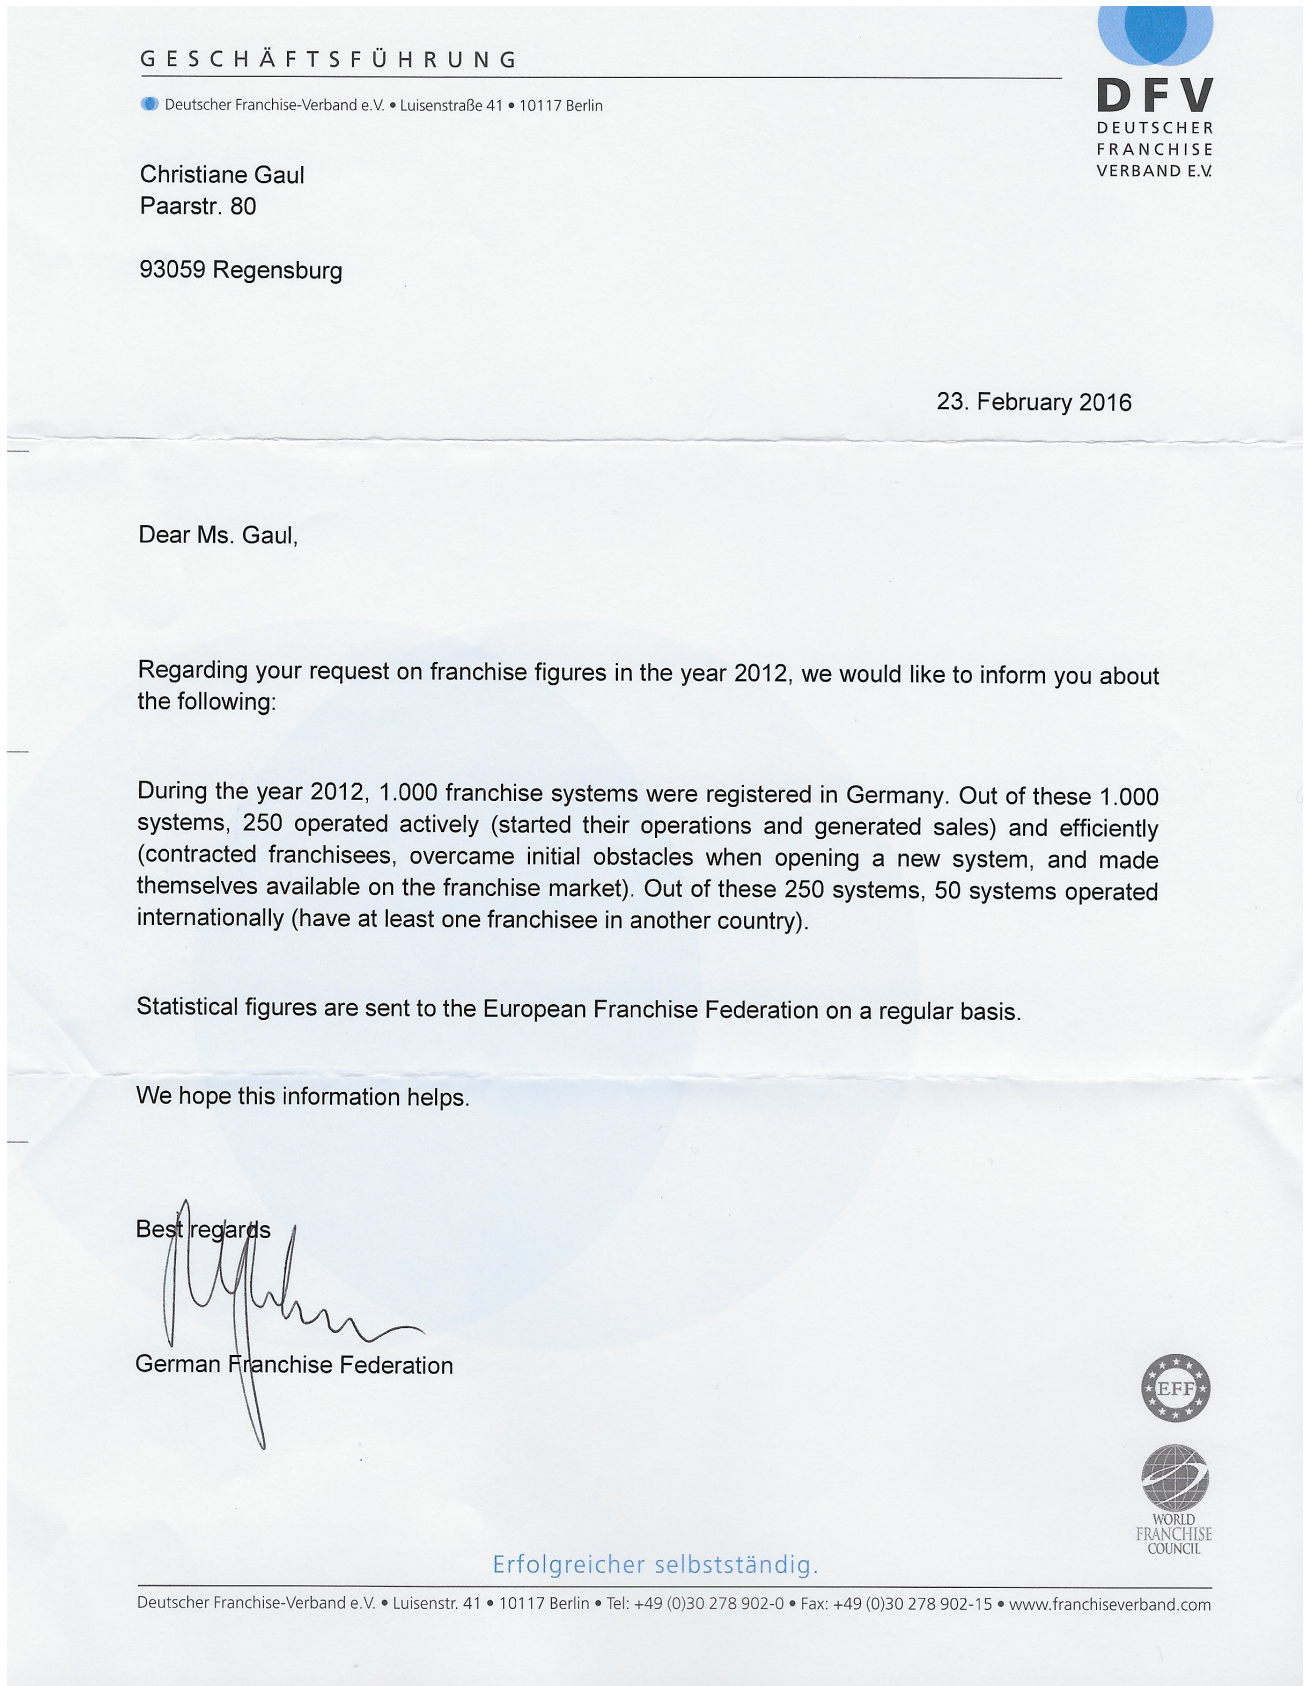 GESCHÄFTSFÜHRUNG
Deutscher Franchise-Verband e.V. • Luisenstraße 41 • 10117 Berlin
DFV
DEUTSCHER
FRANCHISE
VERBAND E.V.
Christiane Gaul
Paarstr. 80
93059 Regensburg
23. February 2016
Dear Ms. Gaul,
Regarding your request on franchise figures in the year 2012, we would like to inform you about
the following:
During the year 2012, 1.000 franchise systems were registered in Germany. Out of these 1.000
systems, 250 operated actively (started their operations and generated sales) and efficiently
(contracted franchisees, overcame initial obstacles when opening a new system, and made
themselves available on the franchise market). Out of these 250 systems, 50 systems operated
internationally (have at least one franchisee in another country).
Statistical figures are sent to the European Franchise Federation on a regular basis.
We hope this information helps.
Best regards
German Franchise Federation
EFF
WORLD
FRANCHISE
COUNCIL
Erfolgreicher selbstständig.
Deutscher Franchise-Verband e.V. • Luisenstr. 41 • 10117 Berlin • Tel: +49 (0)30 278 902-0 • Fax: +49 (0)30 278 902-15 • www.franchiseverband.com